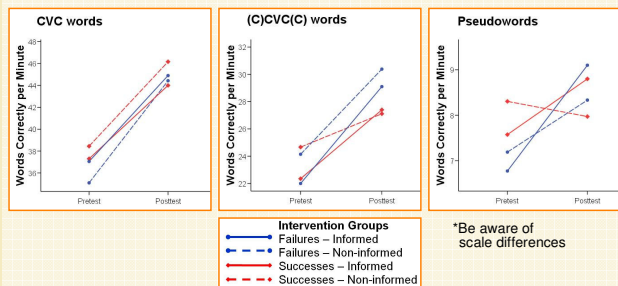 CVC words
Words Correctly per Minute
48
46
44
42
40
38
36
Pretest
Posttest
(C)CVC(C) words
Words Correctly per Minute
32
30
28
26
24
22
Pretest
Posttest
Pseudowords
Words Correctly per Minute
9
8
7
Pretest
Posttest
Intervention Groups
Failures – Informed
Failures – Non-informed
Successes – Informed
Successes – Non-informed
*Be aware of
scale differences